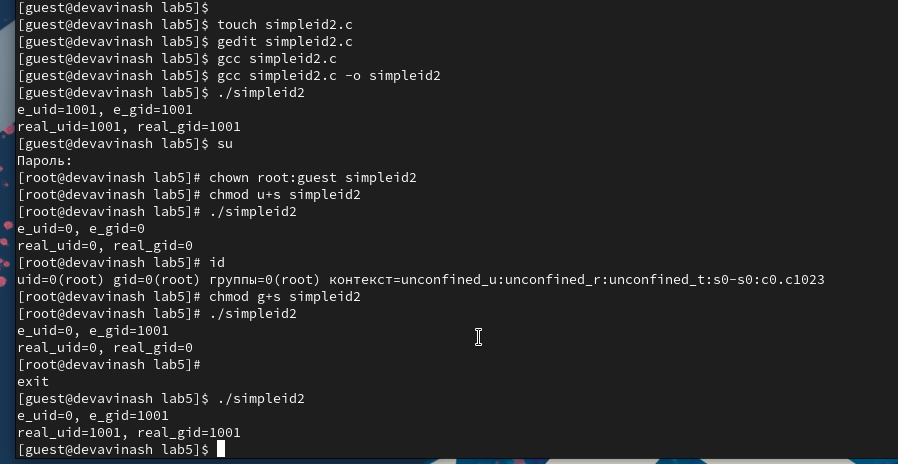 [guest@devavinash lab5]$
[guest@devavinash lab5]$ touch simpleid2.c
[guest@devavinash lab5]$ gedit simpleid2.c
[guest@devavinash lab5]$ gcc simpleid2.c
[guest@devavinash lab5]$ gcc simpleid2.c -o simpleid2
[guest@devavinash lab5]$ ./simpleid2
e_uid=1001, e_gid=1001
real_uid=1001, real_gid=1001
[guest@devavinash lab5]$ su
Пароль:
[root@devavinash lab5]# chown root:guest simpleid2
[root@devavinash lab5]# chmod u+s simpleid2
[root@devavinash lab5]# ./simpleid2
e_uid=0, e_gid=0
real_uid=0, real_gid=0
[root@devavinash lab5]# id
uid=0(root) gid=0(root) группы=0(root) контекст=unconfined_u:unconfined_r:unconfined_t:s0-s0:c0.c1023
[root@devavinash lab5]# chmod g+s simpleid2
[root@devavinash lab5]# ./simpleid2
e_uid=0, e_gid=1001
real_uid=0, real_gid=0
[root@devavinash lab5]#
exit
[guest@devavinash lab5]$ ./simpleid2
e_uid=0, e_gid=1001
real_uid=1001, real_gid=1001
[guest@devavinash lab5]$